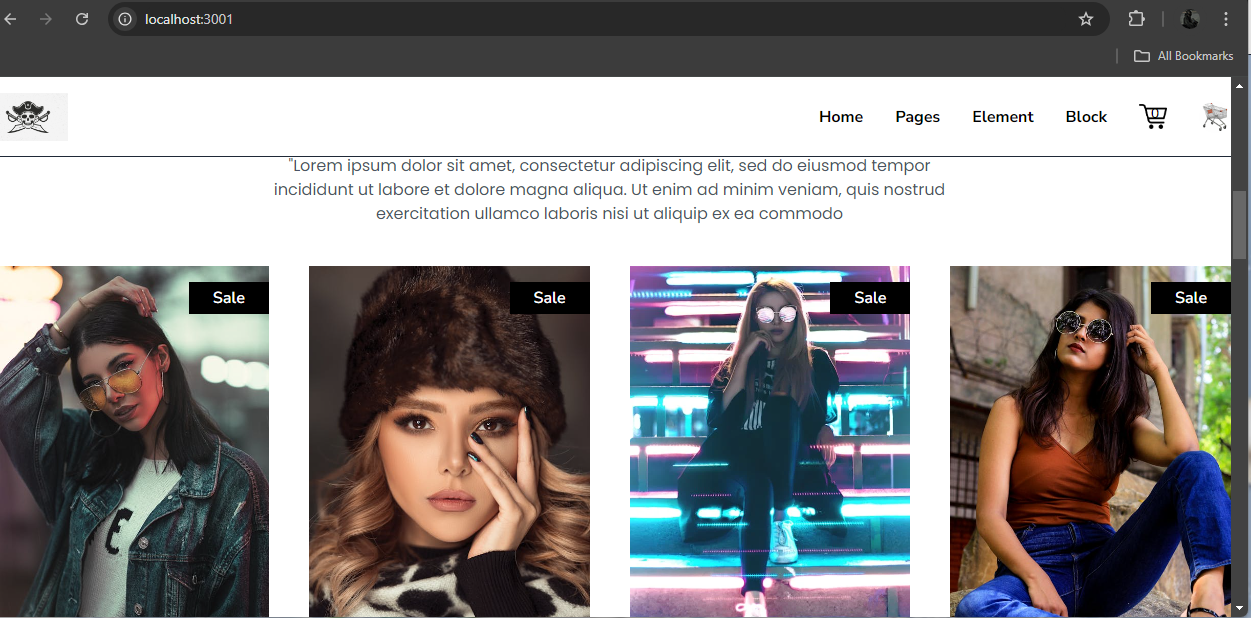 localhost:3001
All Bookmarks
Home Pages Element Block 0
"Lorem ipsum dolor sit amet, consectetur adipiscing elit, sed do eiusmod tempor
incididunt ut labore et dolore magna aliqua. Ut enim ad minim veniam, quis nostrud
exercitation ullamco laboris nisi ut aliquip ex ea commodo
Sale Sale Sale Sale